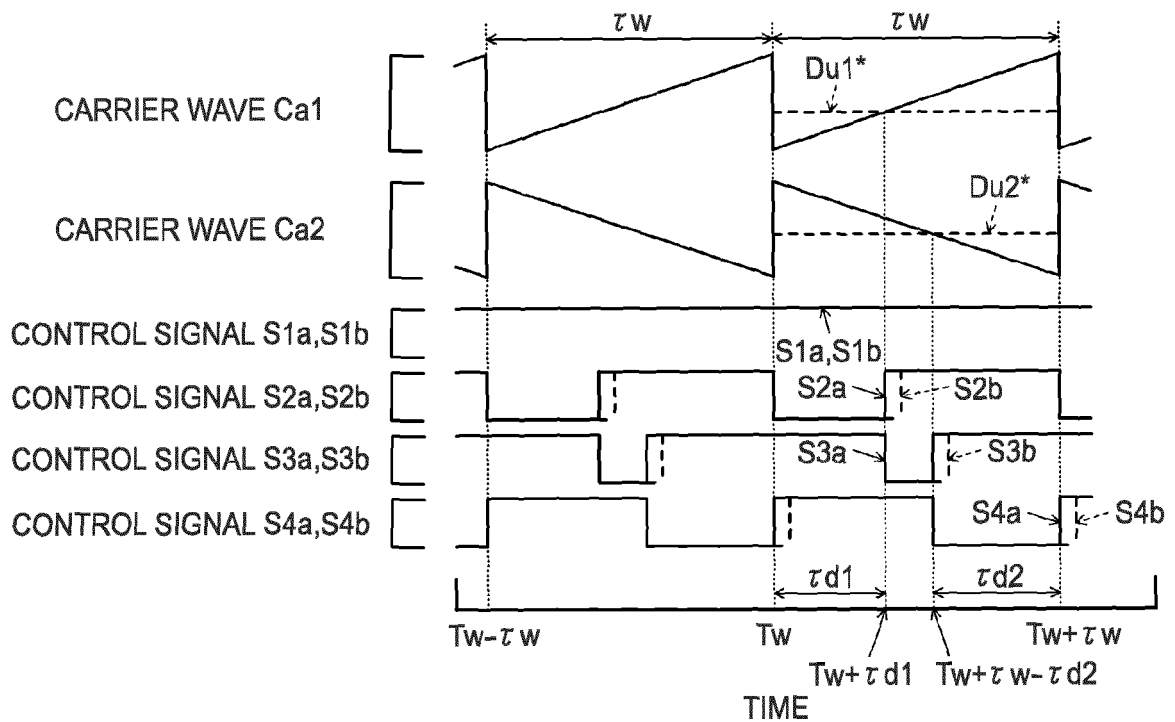 τw τw
CARRIER WAVE Ca1
Du1*
CARRIER WAVE Ca2
Du2*
CONTROL SIGNAL S1a,S1b
S1a,S1b
CONTROL SIGNAL S2a,S2b
S2a S2b
CONTROL SIGNAL S3a,S3b
S3a S3b
CONTROL SIGNAL S4a,S4b
S4a S4b
τd1 τd2
Tw-τw Tw Tw+τw
Tw+τd1 Tw+τw-τd2
TIME